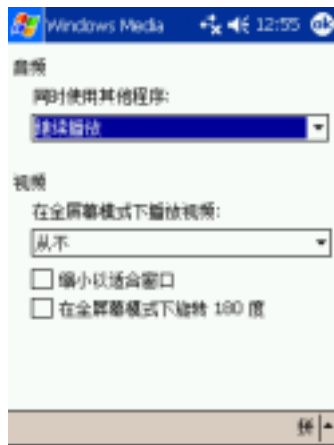 Windows Media 12:55 ok
音频
同时使用其他程序:
继续播放
视频
在全屏幕模式下播放视频:
从不
缩小以适合窗口
在全屏幕模式下旋转 180 度
拼